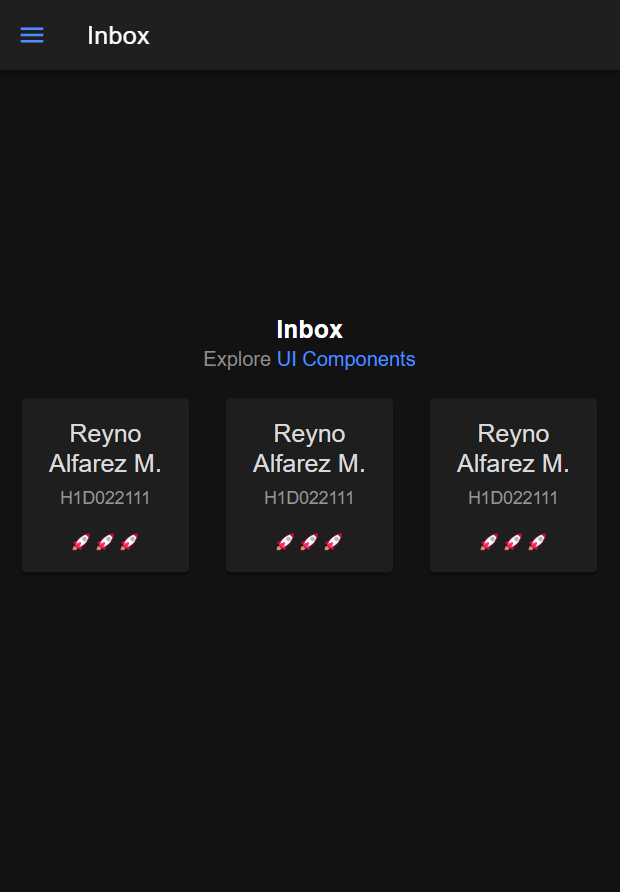 Inbox
Inbox
Explore UI Components
Reyno
Alfarez M.
H1D022111
🚀 🚀 🚀
Reyno
Alfarez M.
H1D022111
🚀 🚀 🚀
Reyno
Alfarez M.
H1D022111
🚀 🚀 🚀